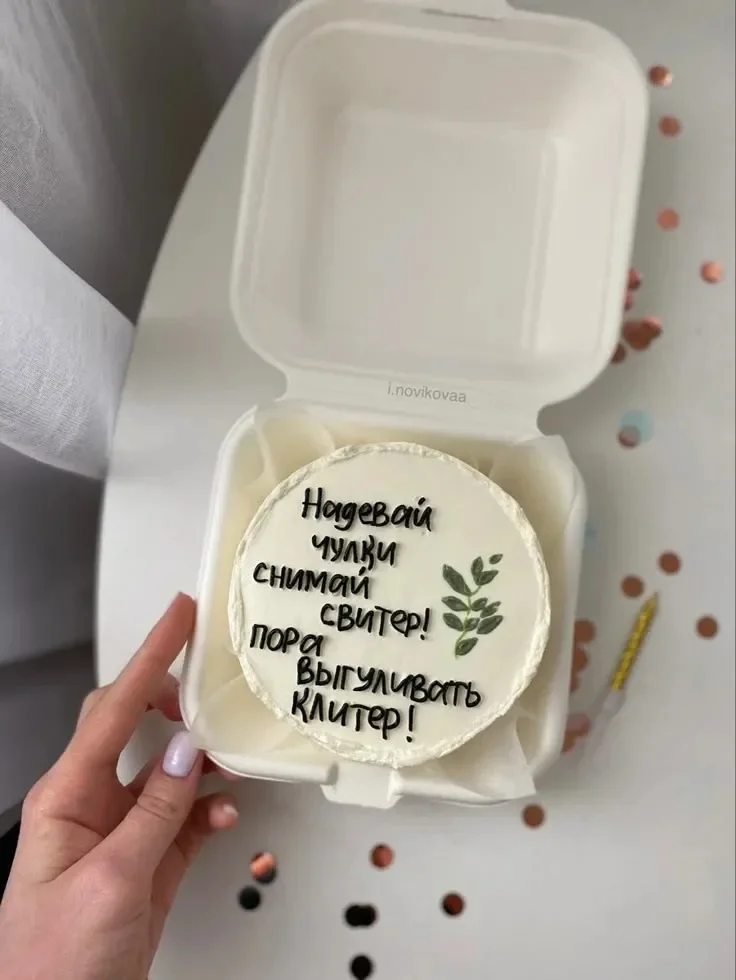 i.novikovaa
Надевай
чулки
снимай
свитер!
пора
выгуливать
клитер!